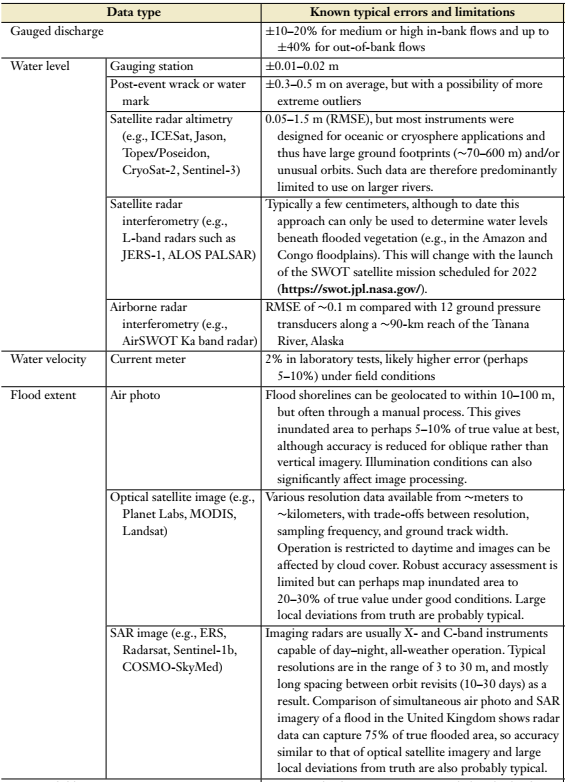 Data type Known typical errors and limitations
Gauged discharge ±10–20% for medium or high in-bank flows and up to
±40% for out-of-bank flows
Water level Gauging station ±0.01–0.02 m
Post-event wrack or water
mark
±0.3–0.5 m on average, but with a possibility of more
extreme outliers
Satellite radar altimetry
(e.g., ICESat, Jason,
Topex/Poseidon,
CryoSat-2, Sentinel-3)
0.05–1.5 m (RMSE), but most instruments were
designed for oceanic or cryosphere applications and
thus have large ground footprints (∼70–600 m) and/or
unusual orbits. Such data are therefore predominantly
limited to use on larger rivers.
Satellite radar
interferometry (e.g.,
L-band radars such as
JERS-1, ALOS PALSAR)
Typically a few centimeters, although to date this
approach can only be used to determine water levels
beneath flooded vegetation (e.g., in the Amazon and
Congo floodplains). This will change with the launch
of the SWOT satellite mission scheduled for 2022
(https://swot.jpl.nasa.gov/).
Airborne radar
interferometry (e.g.,
AirSWOT Ka band radar)
RMSE of ∼0.1 m compared with 12 ground pressure
transducers along a ∼90-km reach of the Tanana
River, Alaska
Water velocity Current meter 2% in laboratory tests, likely higher error (perhaps
5–10%) under field conditions
Flood extent Air photo Flood shorelines can be geolocated to within 10–100 m,
but often through a manual process. This gives
inundated area to perhaps 5–10% of true value at best,
although accuracy is reduced for oblique rather than
vertical imagery. Illumination conditions can also
significantly affect image processing.
Optical satellite image (e.g.,
Planet Labs, MODIS,
Landsat)
Various resolution data available from ∼meters to
∼kilometers, with trade-offs between resolution,
sampling frequency, and ground track width.
Operation is restricted to daytime and images can be
affected by cloud cover. Robust accuracy assessment is
limited but can perhaps map inundated area to
20–30% of true value under good conditions. Large
local deviations from truth are probably typical.
SAR image (e.g., ERS,
Radarsat, Sentinel-1b,
COSMO-SkyMed)
Imaging radars are usually X- and C-band instruments
capable of day–night, all-weather operation. Typical
resolutions are in the range of 3 to 30 m, and mostly
long spacing between orbit revisits (10–30 days) as a
result. Comparison of simultaneous air photo and SAR
imagery of a flood in the United Kingdom shows radar
data can capture 75% of true flooded area, so accuracy
similar to that of optical satellite imagery and large
local deviations from truth are also probably typical.